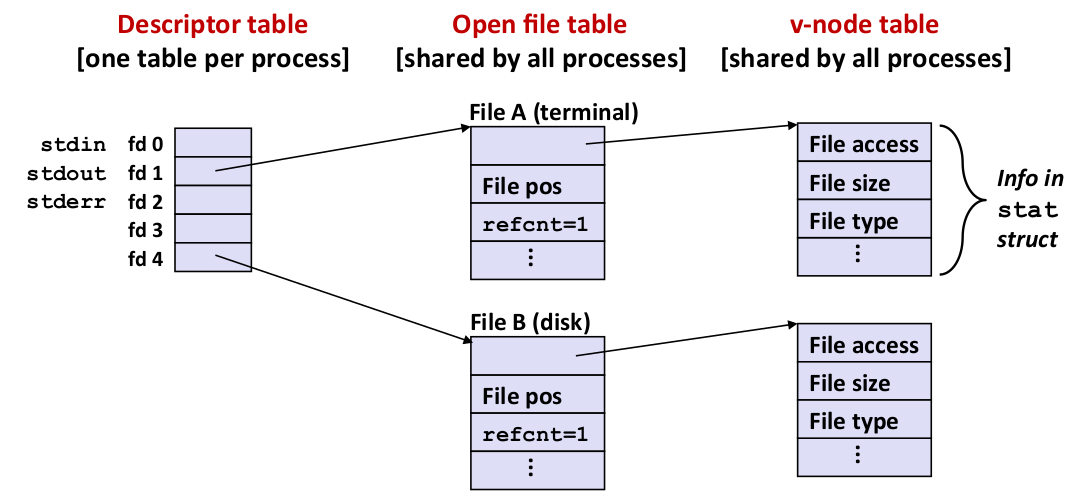 Descriptor table
[one table per process]
Open file table
[shared by all processes]
v-node table
[shared by all processes]
stdin fd 0
stdout fd 1
stderr fd 2
fd 3
fd 4
File A (terminal)
File pos
refcnt=1
⋮
File access
File size
File type
⋮
Info in
stat
struct
File B (disk)
File pos
refcnt=1
⋮
File access
File size
File type
⋮